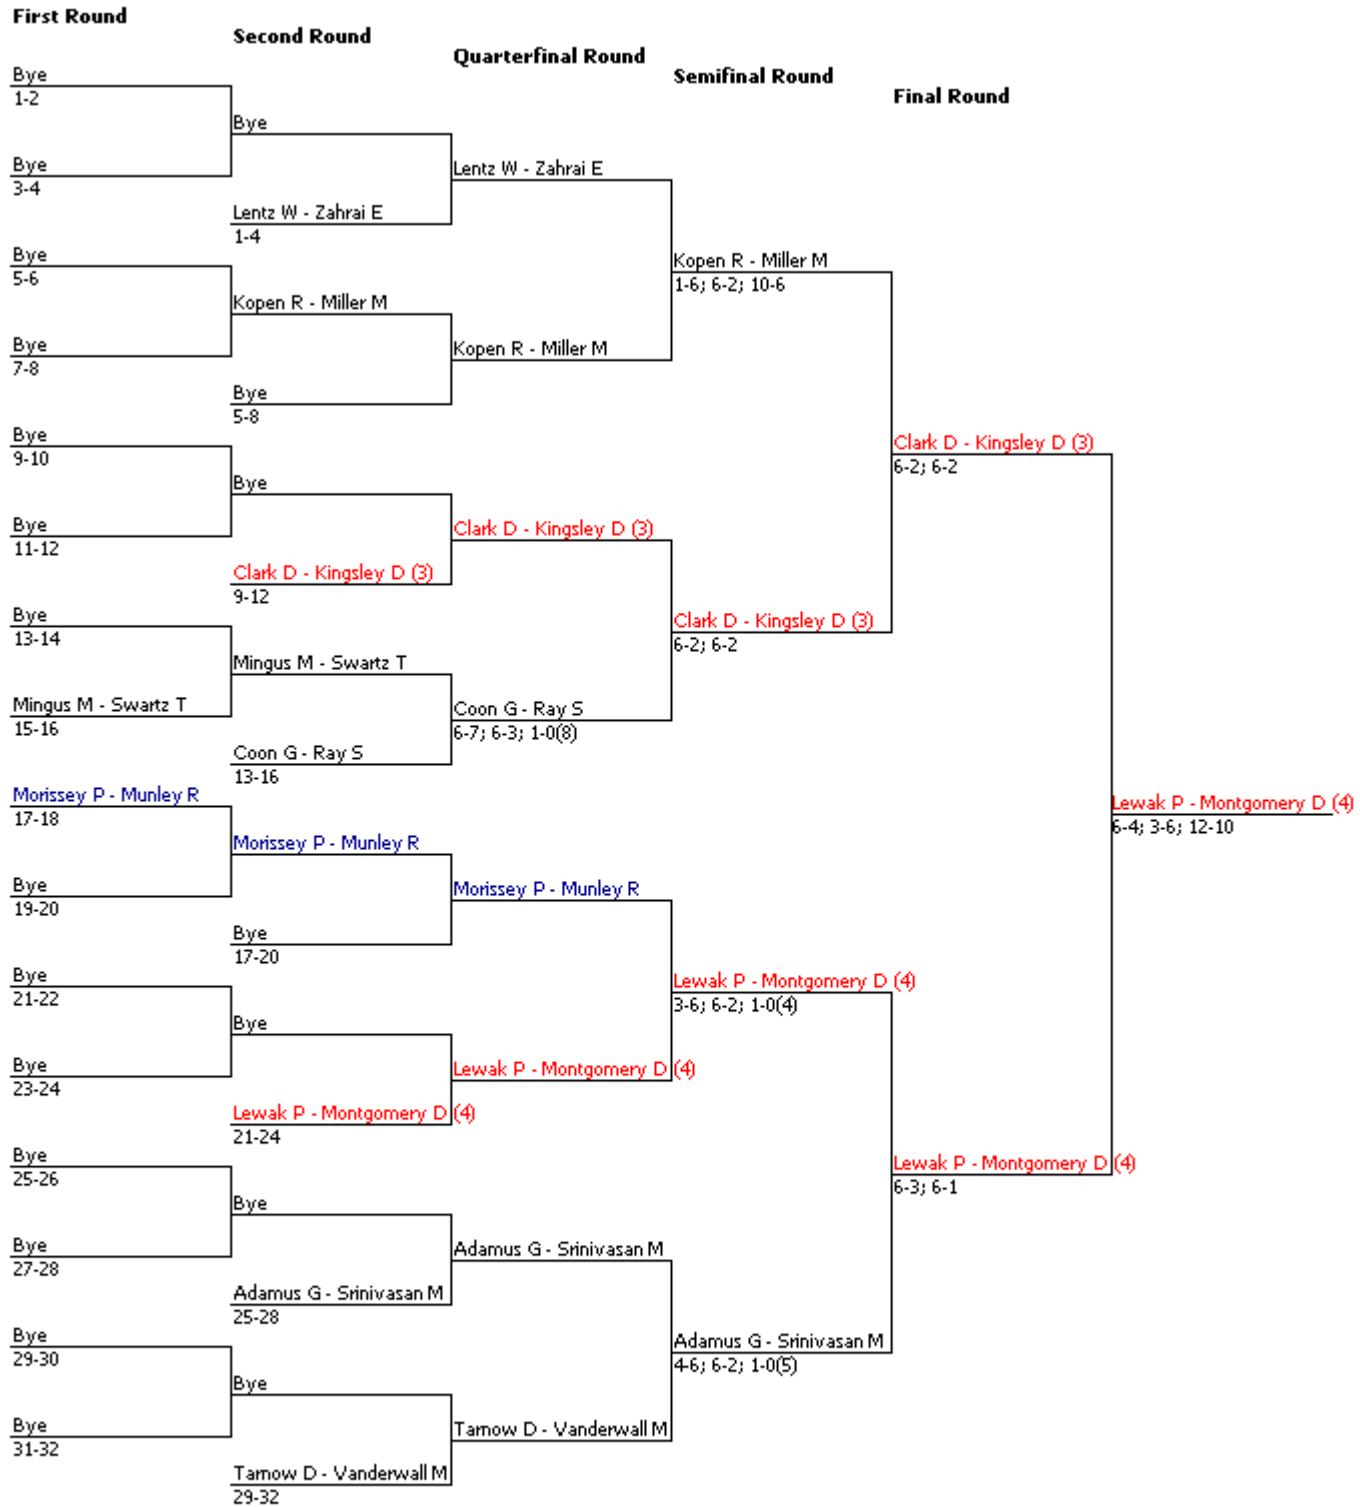 First Round
Second Round
Quarterfinal Round
Semifinal Round
Final Round
Bye
1-2
Bye
3-4
Bye
5-6
Bye
7-8
Bye
9-10
Bye
11-12
Bye
13-14
Mingus M - Swartz T
15-16
Morissey P - Munley R
17-18
Bye
19-20
Bye
21-22
Bye
23-24
Bye
25-26
Bye
27-28
Bye
29-30
Bye
31-32
Bye
Lentz W - Zahrai E
1-4
Kopen R - Miller M
Bye
5-8
Bye
Clark D - Kingsley D (3)
9-12
Mingus M - Swartz T
Coon G - Ray S
13-16
Morissey P - Munley R
Bye
17-20
Bye
Lewak P - Montgomery D (4)
21-24
Bye
Adamus G - Srinivasan M
25-28
Bye
Tarnow D - Vanderwall M
29-32
Lentz W - Zahrai E
Kopen R - Miller M
Clark D - Kingsley D (3)
Coon G - Ray S
6-7; 6-3; 1-0(8)
Morissey P - Munley R
Lewak P - Montgomery D (4)
Adamus G - Srinivasan M
Tarnow D - Vanderwall M
Kopen R - Miller M
1-6; 6-2; 10-6
Clark D - Kingsley D (3)
6-2; 6-2
Lewak P - Montgomery D (4)
3-6; 6-2; 1-0(4)
Adamus G - Srinivasan M
4-6; 6-2; 1-0(5)
Clark D - Kingsley D (3)
6-2; 6-2
Lewak P - Montgomery D (4)
6-3; 6-1
Lewak P - Montgomery D (4)
6-4; 3-6; 12-10